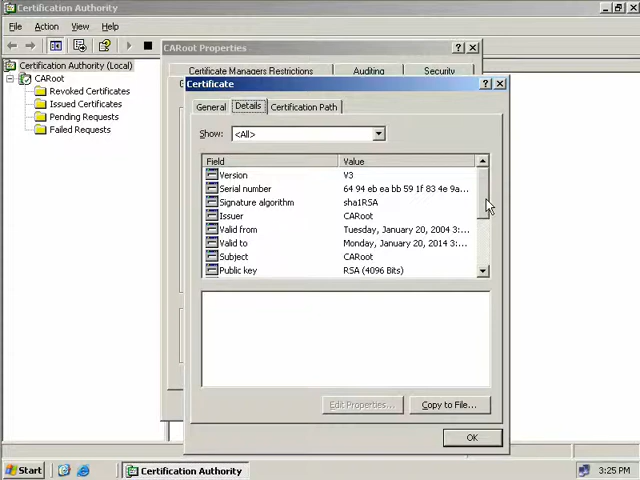 Certification Authority
File Action View Help
Certification Authority (Local)
CARoot
Revoked Certificates
Issued Certificates
Pending Requests
Failed Requests
CARoot Properties
Certificate Managers Restrictions Auditing Security
Certificate
General Details Certification Path
Show: <All>
Field Value
Version V3
Serial number 64 94 eb ea bb 59 1f 83 4e 9a...
Signature algorithm sha1RSA
Issuer CARoot
Valid from Tuesday, January 20, 2004 3:...
Valid to Monday, January 20, 2014 3:...
Subject CARoot
Public key RSA (4096 Bits)
Edit Properties... Copy to File...
OK
Start Certification Authority 3:25 PM